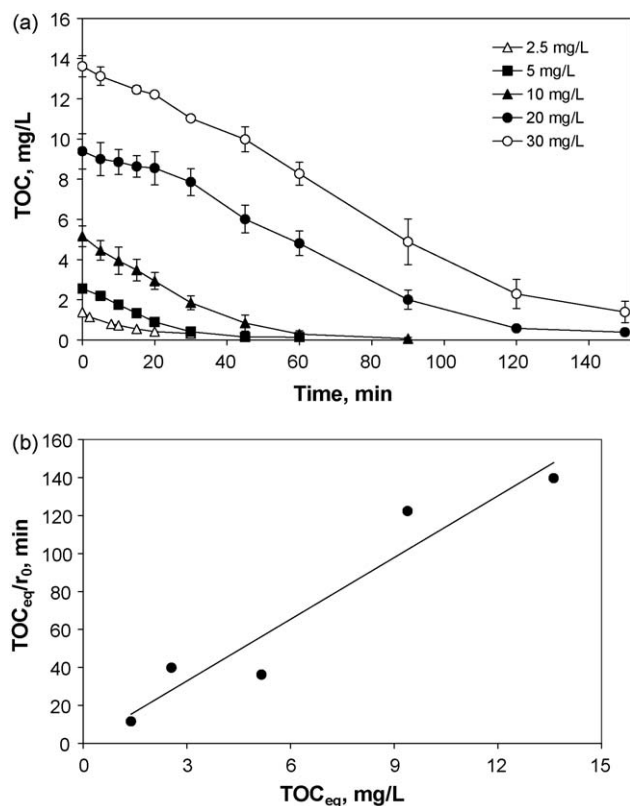 (a)
16
14
12
10
8
6
4
2
0
TOC, mg/L
2.5 mg/L
5 mg/L
10 mg/L
20 mg/L
30 mg/L
0 20 40 60 80 100 120 140
Time, min
(b)
160
140
120
100
80
60
40
20
0
TOCeq/r0, min
0 3 6 9 12 15
TOCeq, mg/L